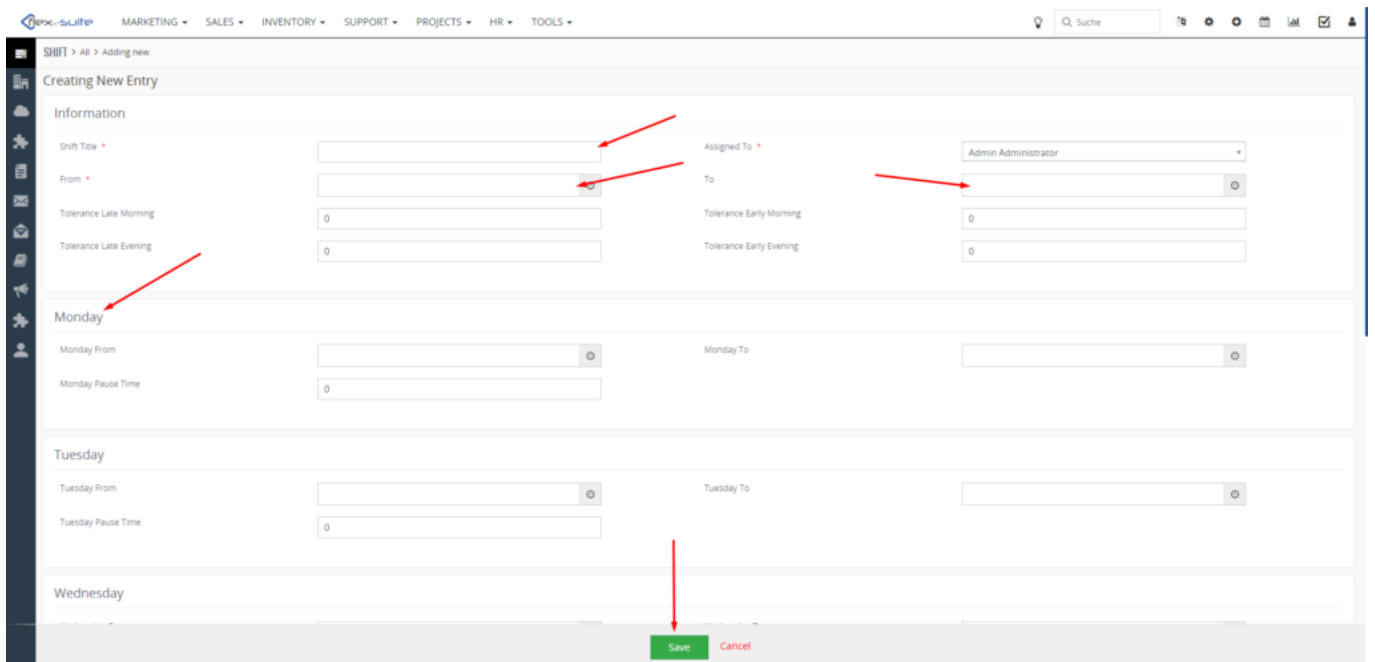 flex-suite MARKETING SALES INVENTORY SUPPORT PROJECTS HR TOOLS Suche
SHIFT > All > Adding new
Creating New Entry
Information
Shift Title * Assigned To * Admin Administrator
From * To
Tolerance Late Morning 0 Tolerance Early Morning 0
Tolerance Late Evening 0 Tolerance Early Evening 0
Monday
Monday From Monday To
Monday Pause Time 0
Tuesday
Tuesday From Tuesday To
Tuesday Pause Time 0
Wednesday
Save Cancel